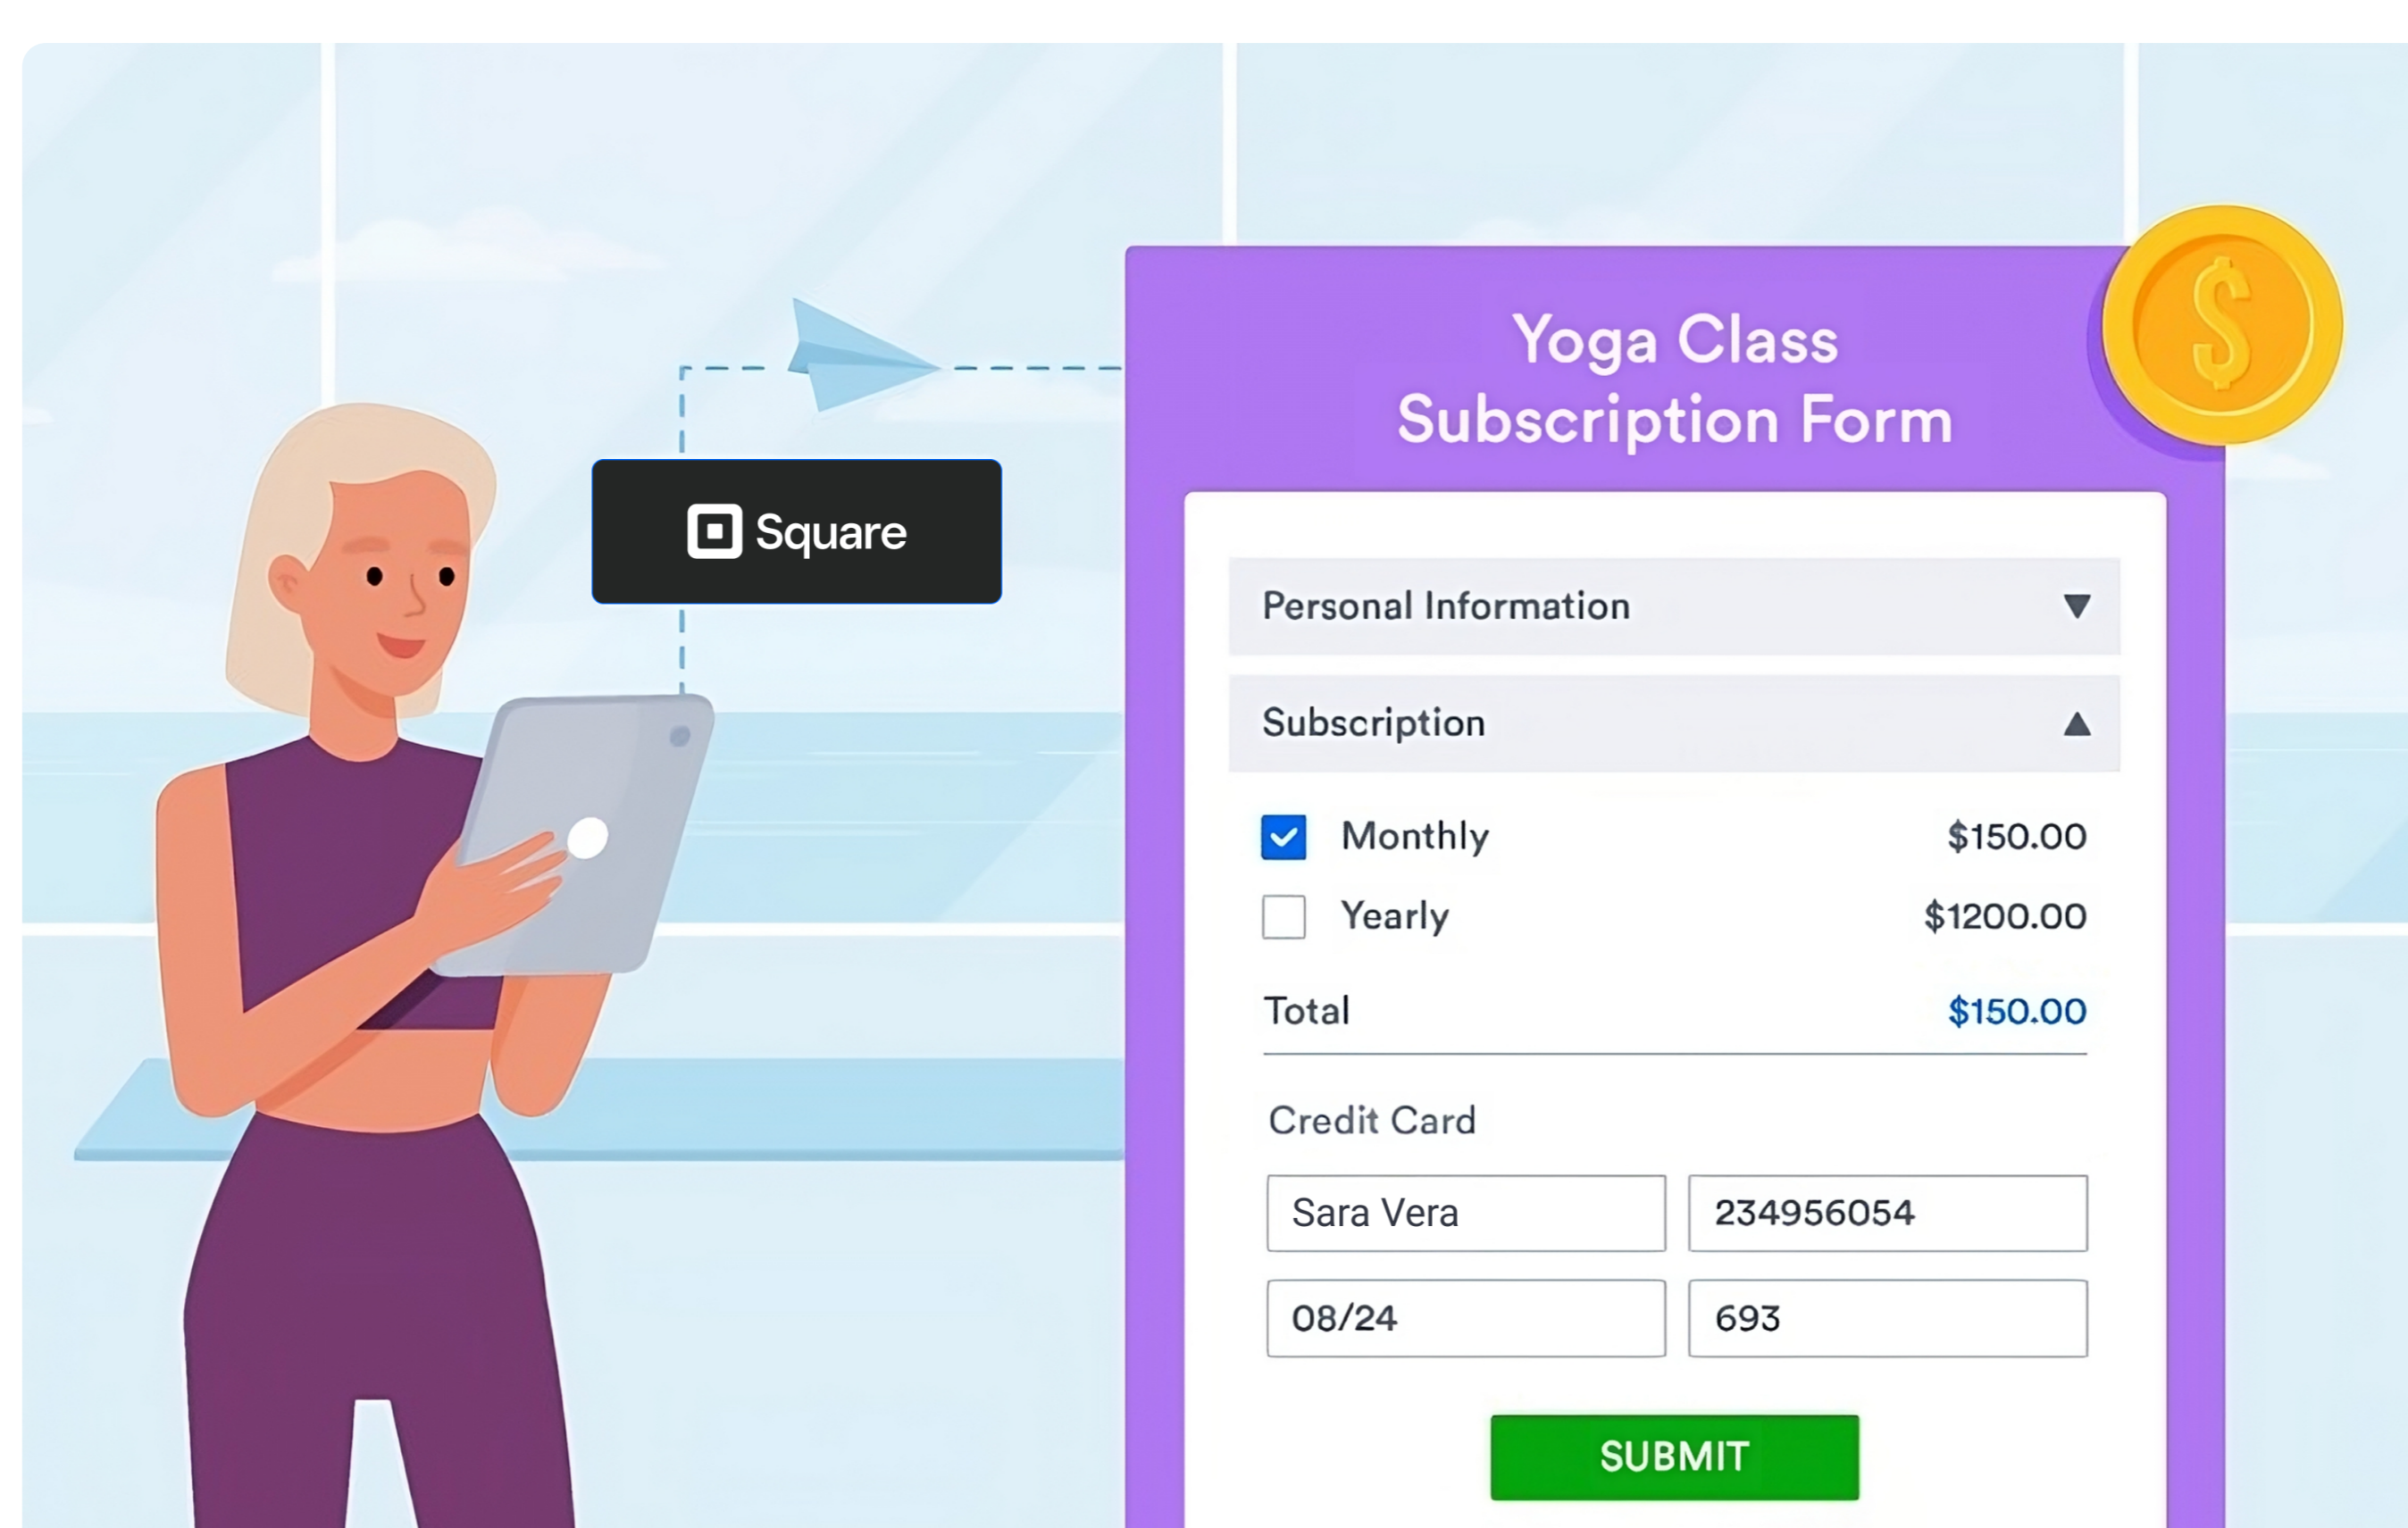 Square
Yoga Class
Subscription Form
Personal Information
Subscription
Monthly $150.00
Yearly $1200.00
Total $150.00
Credit Card
Sara Vera 234956054
08/24 693
SUBMIT